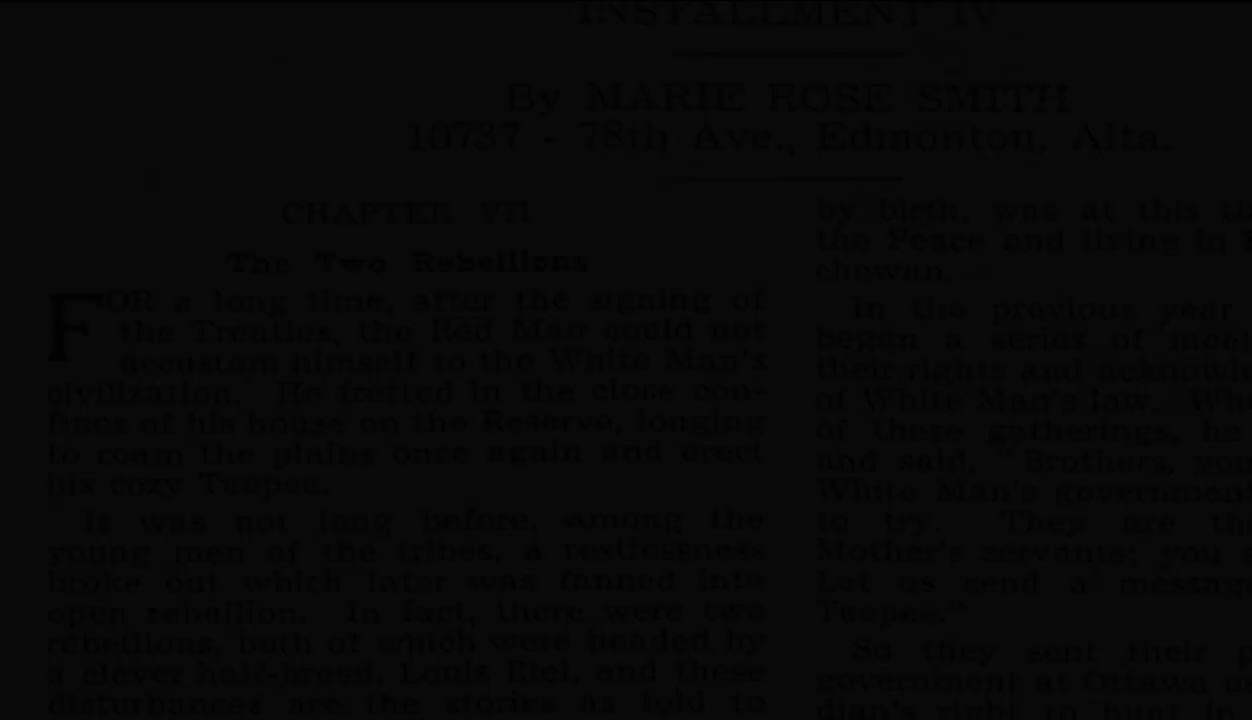 INSTALLMENT IV
By MARIE ROSE SMITH
10737 - 78th Ave., Edmonton, Alta.
CHAPTER VII
The Two Rebellions
FOR a long time, after the signing of
the Treaties, the Red Man could not
accustom himself to the White Man's
civilization. He fretted in the close con-
fines of his house on the Reserve, longing
to roam the plains once again and erect
his cozy Teepee.
It was not long before, among the
young men of the tribes, a restlessness
broke out which later was fanned into
open rebellion. In fact, there were two
rebellions, both of which were headed by
a clever half-breed, Louis Riel, and these
disturbances are the stories as told to
by birth, was at this
the Peace and living in
chewan.
In the previous year
began a series of
their rights and
of White Man's law.
of these gatherings, he
and said, "Brothers,
White Man's government
to try. They are
Mother's servants; you
Let us send a message
Teepee."
So they sent their
government at Ottawa
dian's right to hunt